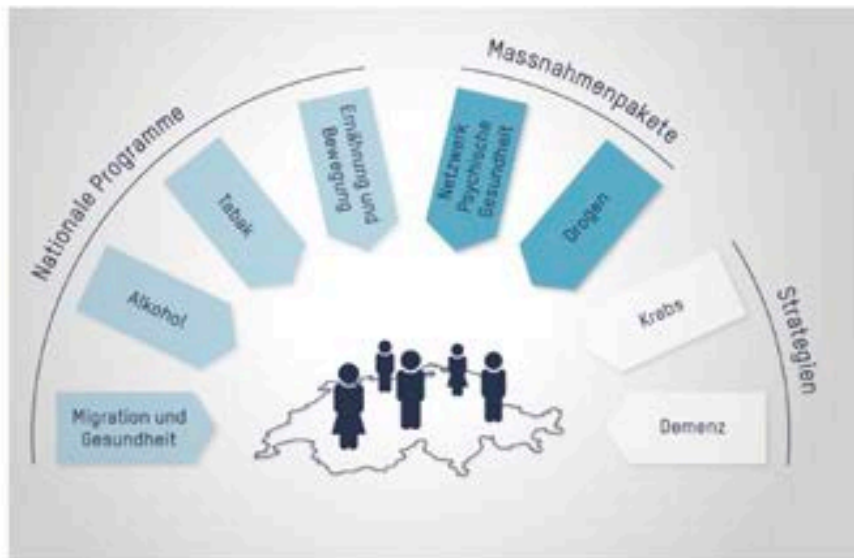 Nationale Programme
Migration und
Gesundheit
Alkohol
Tabak
Ernährung und
Bewegung
Massnahmenpakete
Netzwerk
Psychische
Gesundheit
Drogen
Strategien
Krebs
Demenz